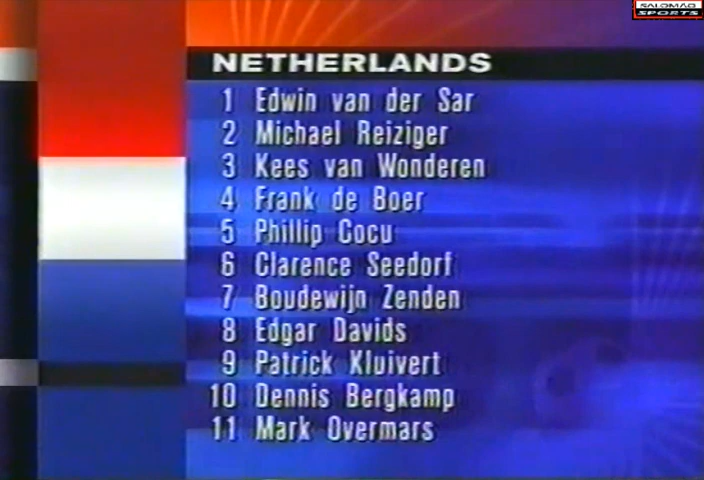 SALOMAO
SPORTS
NETHERLANDS
1 Edwin van der Sar
2 Michael Reiziger
3 Kees van Wonderen
4 Frank de Boer
5 Phillip Cocu
6 Clarence Seedorf
7 Boudewijn Zenden
8 Edgar Davids
9 Patrick Kluivert
10 Dennis Bergkamp
11 Mark Overmars